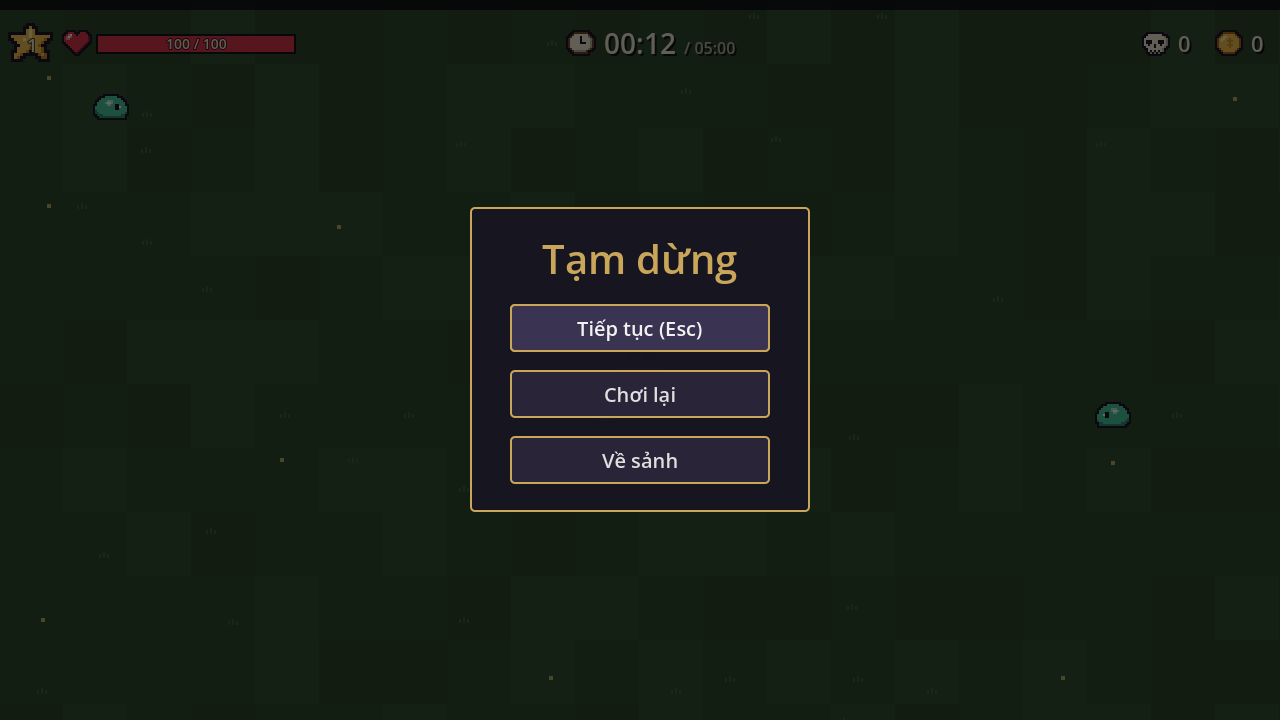 1
100 / 100
00:12 / 05:00
0
0
Tạm dừng
Tiếp tục (Esc)
Chơi lại
Về sảnh